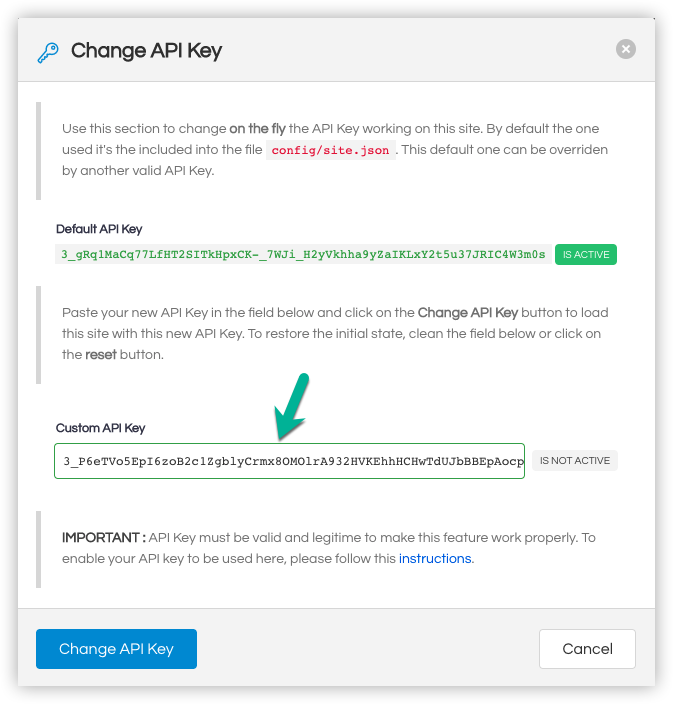 Change API Key
Use this section to change on the fly the API Key working on this site. By default the one
used it's the included into the file config/site.json. This default one can be overriden
by another valid API Key.
Default API Key
3_gRq1MaCq77LfHT2SITkHpxCK-_7WJi_H2yVkhha9yZaIKLxY2t5u37JRIC4W3m0s IS ACTIVE
Paste your new API Key in the field below and click on the Change API Key button to load
this site with this new API Key. To restore the initial state, clean the field below or click on
the reset button.
Custom API Key
3_P6eTVo5EpI6zoB2c1ZgblyCrmx8OMOlrA932HVKEhhHCHwTdUJbBBEpAocp IS NOT ACTIVE
IMPORTANT : API Key must be valid and legitime to make this feature work properly. To
enable your API key to be used here, please follow this instructions.
Change API Key Cancel